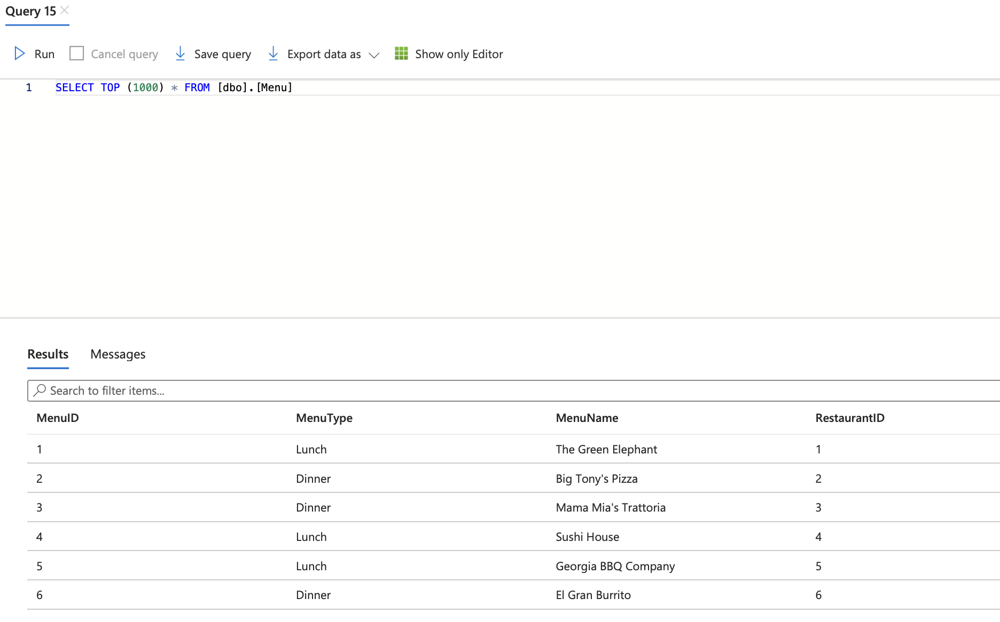 Query 15
Run Cancel query Save query Export data as Show only Editor
1 SELECT TOP (1000) * FROM [dbo].[Menu]
Results Messages
Search to filter items...
MenuID MenuType MenuName RestaurantID
1 Lunch The Green Elephant 1
2 Dinner Big Tony's Pizza 2
3 Dinner Mama Mia's Trattoria 3
4 Lunch Sushi House 4
5 Lunch Georgia BBQ Company 5
6 Dinner El Gran Burrito 6